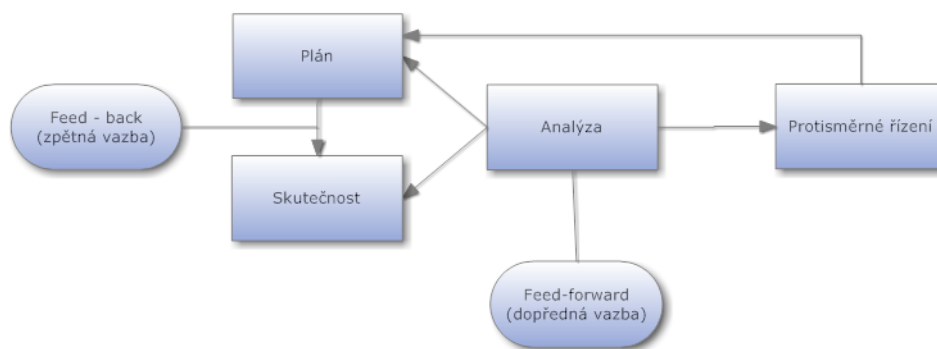 Plán
Feed - back
(zpětná vazba)
Analýza
Protisměrné řízení
Skutečnost
Feed-forward
(dopředná vazba)